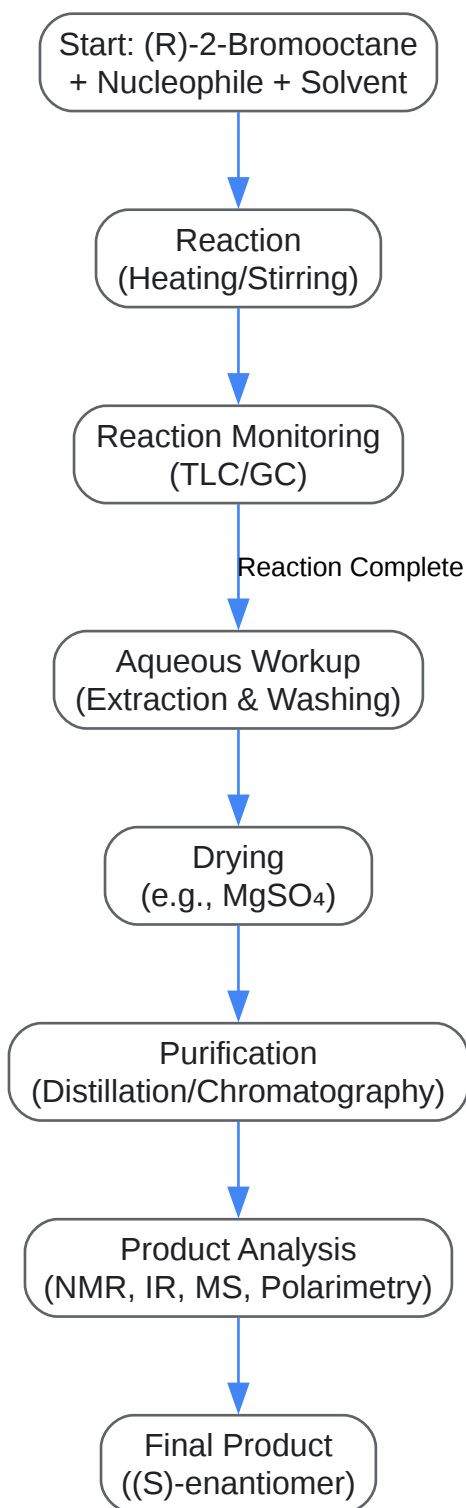 Start: (R)-2-Bromooctane
+ Nucleophile + Solvent
Reaction
(Heating/Stirring)
Reaction Monitoring
(TLC/GC)
Reaction Complete
Aqueous Workup
(Extraction & Washing)
Drying
(e.g., MgSO₄)
Purification
(Distillation/Chromatography)
Product Analysis
(NMR, IR, MS, Polarimetry)
Final Product
((S)-enantiomer)